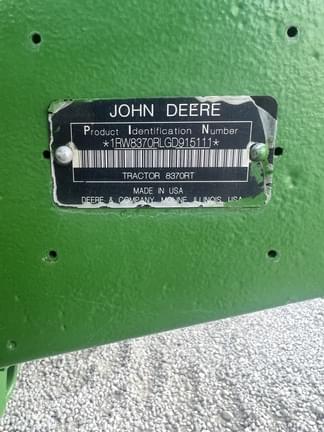 JOHN DEERE
Product Identification Number
*1RW8370RLGD915111*
TRACTOR 8370RT
MADE IN USA
DEERE & COMPANY MOLINE, ILLINOIS, USA